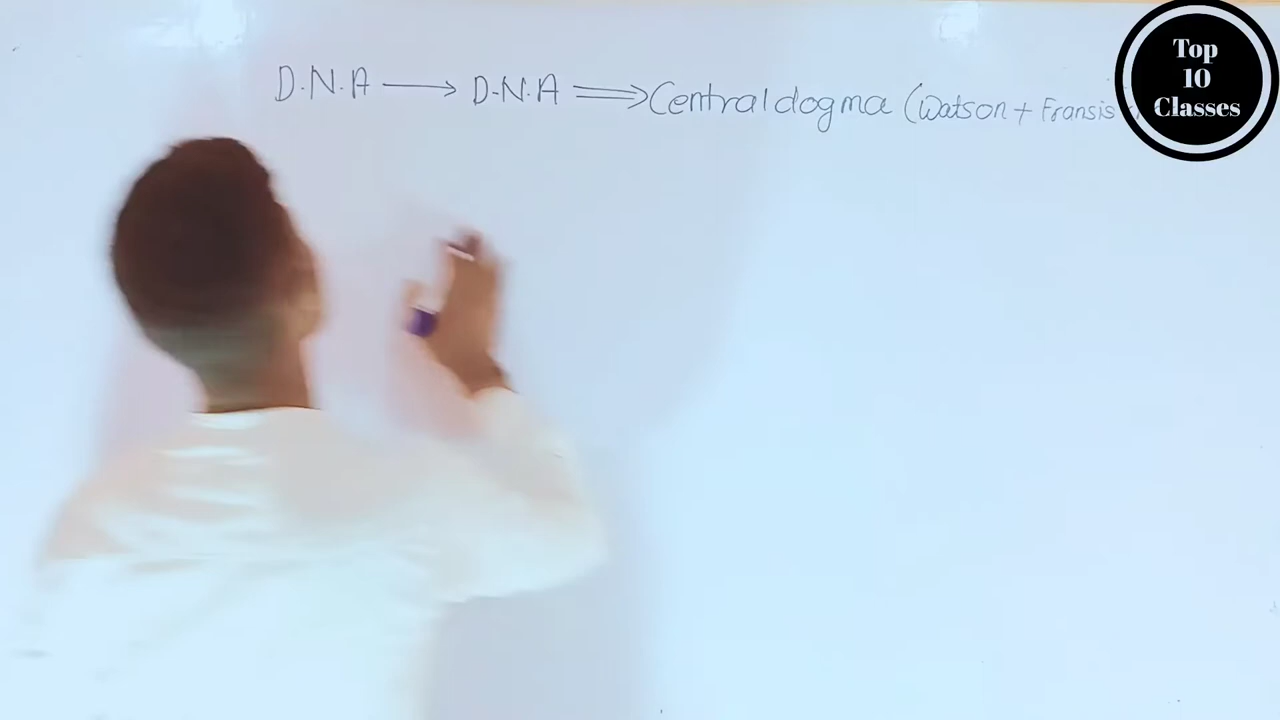 D.N.A → D-N.A ⇒ Central dogma (Watson + Fransis
Top
10
Classes